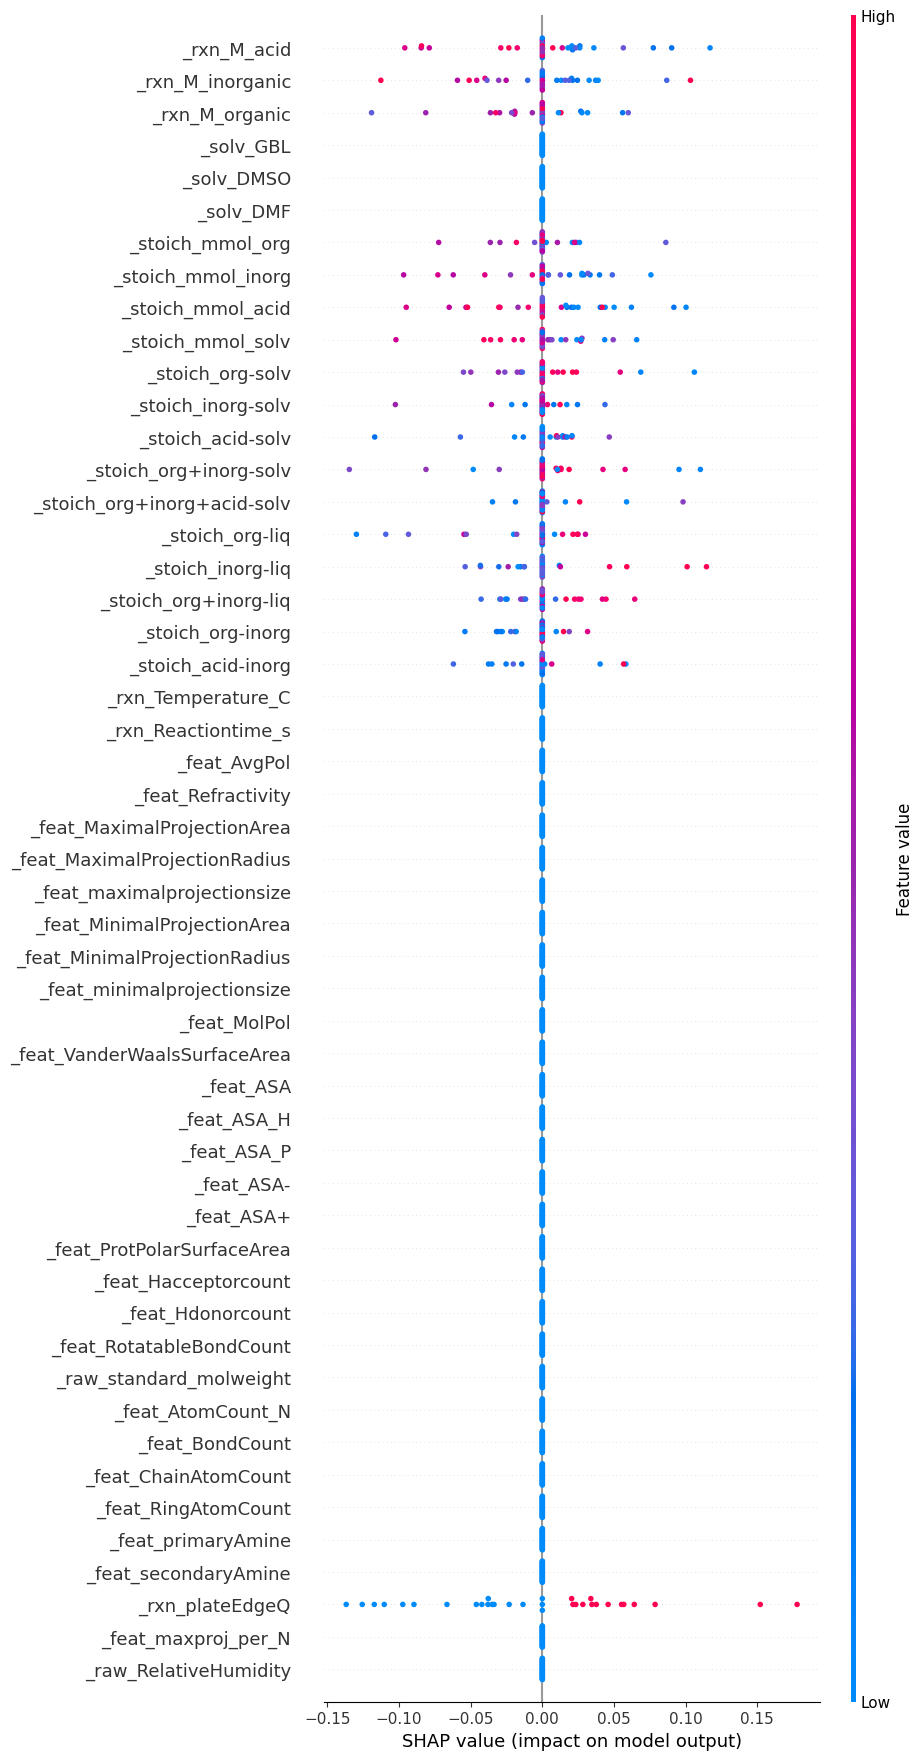 High
_rxn_M_acid
_rxn_M_inorganic
_rxn_M_organic
_solv_GBL
_solv_DMSO
_solv_DMF
_stoich_mmol_org
_stoich_mmol_inorg
_stoich_mmol_acid
_stoich_mmol_solv
_stoich_org-solv
_stoich_inorg-solv
_stoich_acid-solv
_stoich_org+inorg-solv
_stoich_org+inorg+acid-solv
_stoich_org-liq
_stoich_inorg-liq
_stoich_org+inorg-liq
_stoich_org-inorg
_stoich_acid-inorg
_rxn_Temperature_C
_rxn_Reactiontime_s
_feat_AvgPol
_feat_Refractivity
_feat_MaximalProjectionArea
_feat_MaximalProjectionRadius
_feat_maximalprojectionsize
_feat_MinimalProjectionArea
_feat_MinimalProjectionRadius
_feat_minimalprojectionsize
_feat_MolPol
_feat_VanderWaalsSurfaceArea
_feat_ASA
_feat_ASA_H
_feat_ASA_P
_feat_ASA-
_feat_ASA+
_feat_ProtPolarSurfaceArea
_feat_Hacceptorcount
_feat_Hdonorcount
_feat_RotatableBondCount
_raw_standard_molweight
_feat_AtomCount_N
_feat_BondCount
_feat_ChainAtomCount
_feat_RingAtomCount
_feat_primaryAmine
_feat_secondaryAmine
_rxn_plateEdgeQ
_feat_maxproj_per_N
_raw_RelativeHumidity
Feature value
Low
−0.15 −0.10 −0.05 0.00 0.05 0.10 0.15
SHAP value (impact on model output)